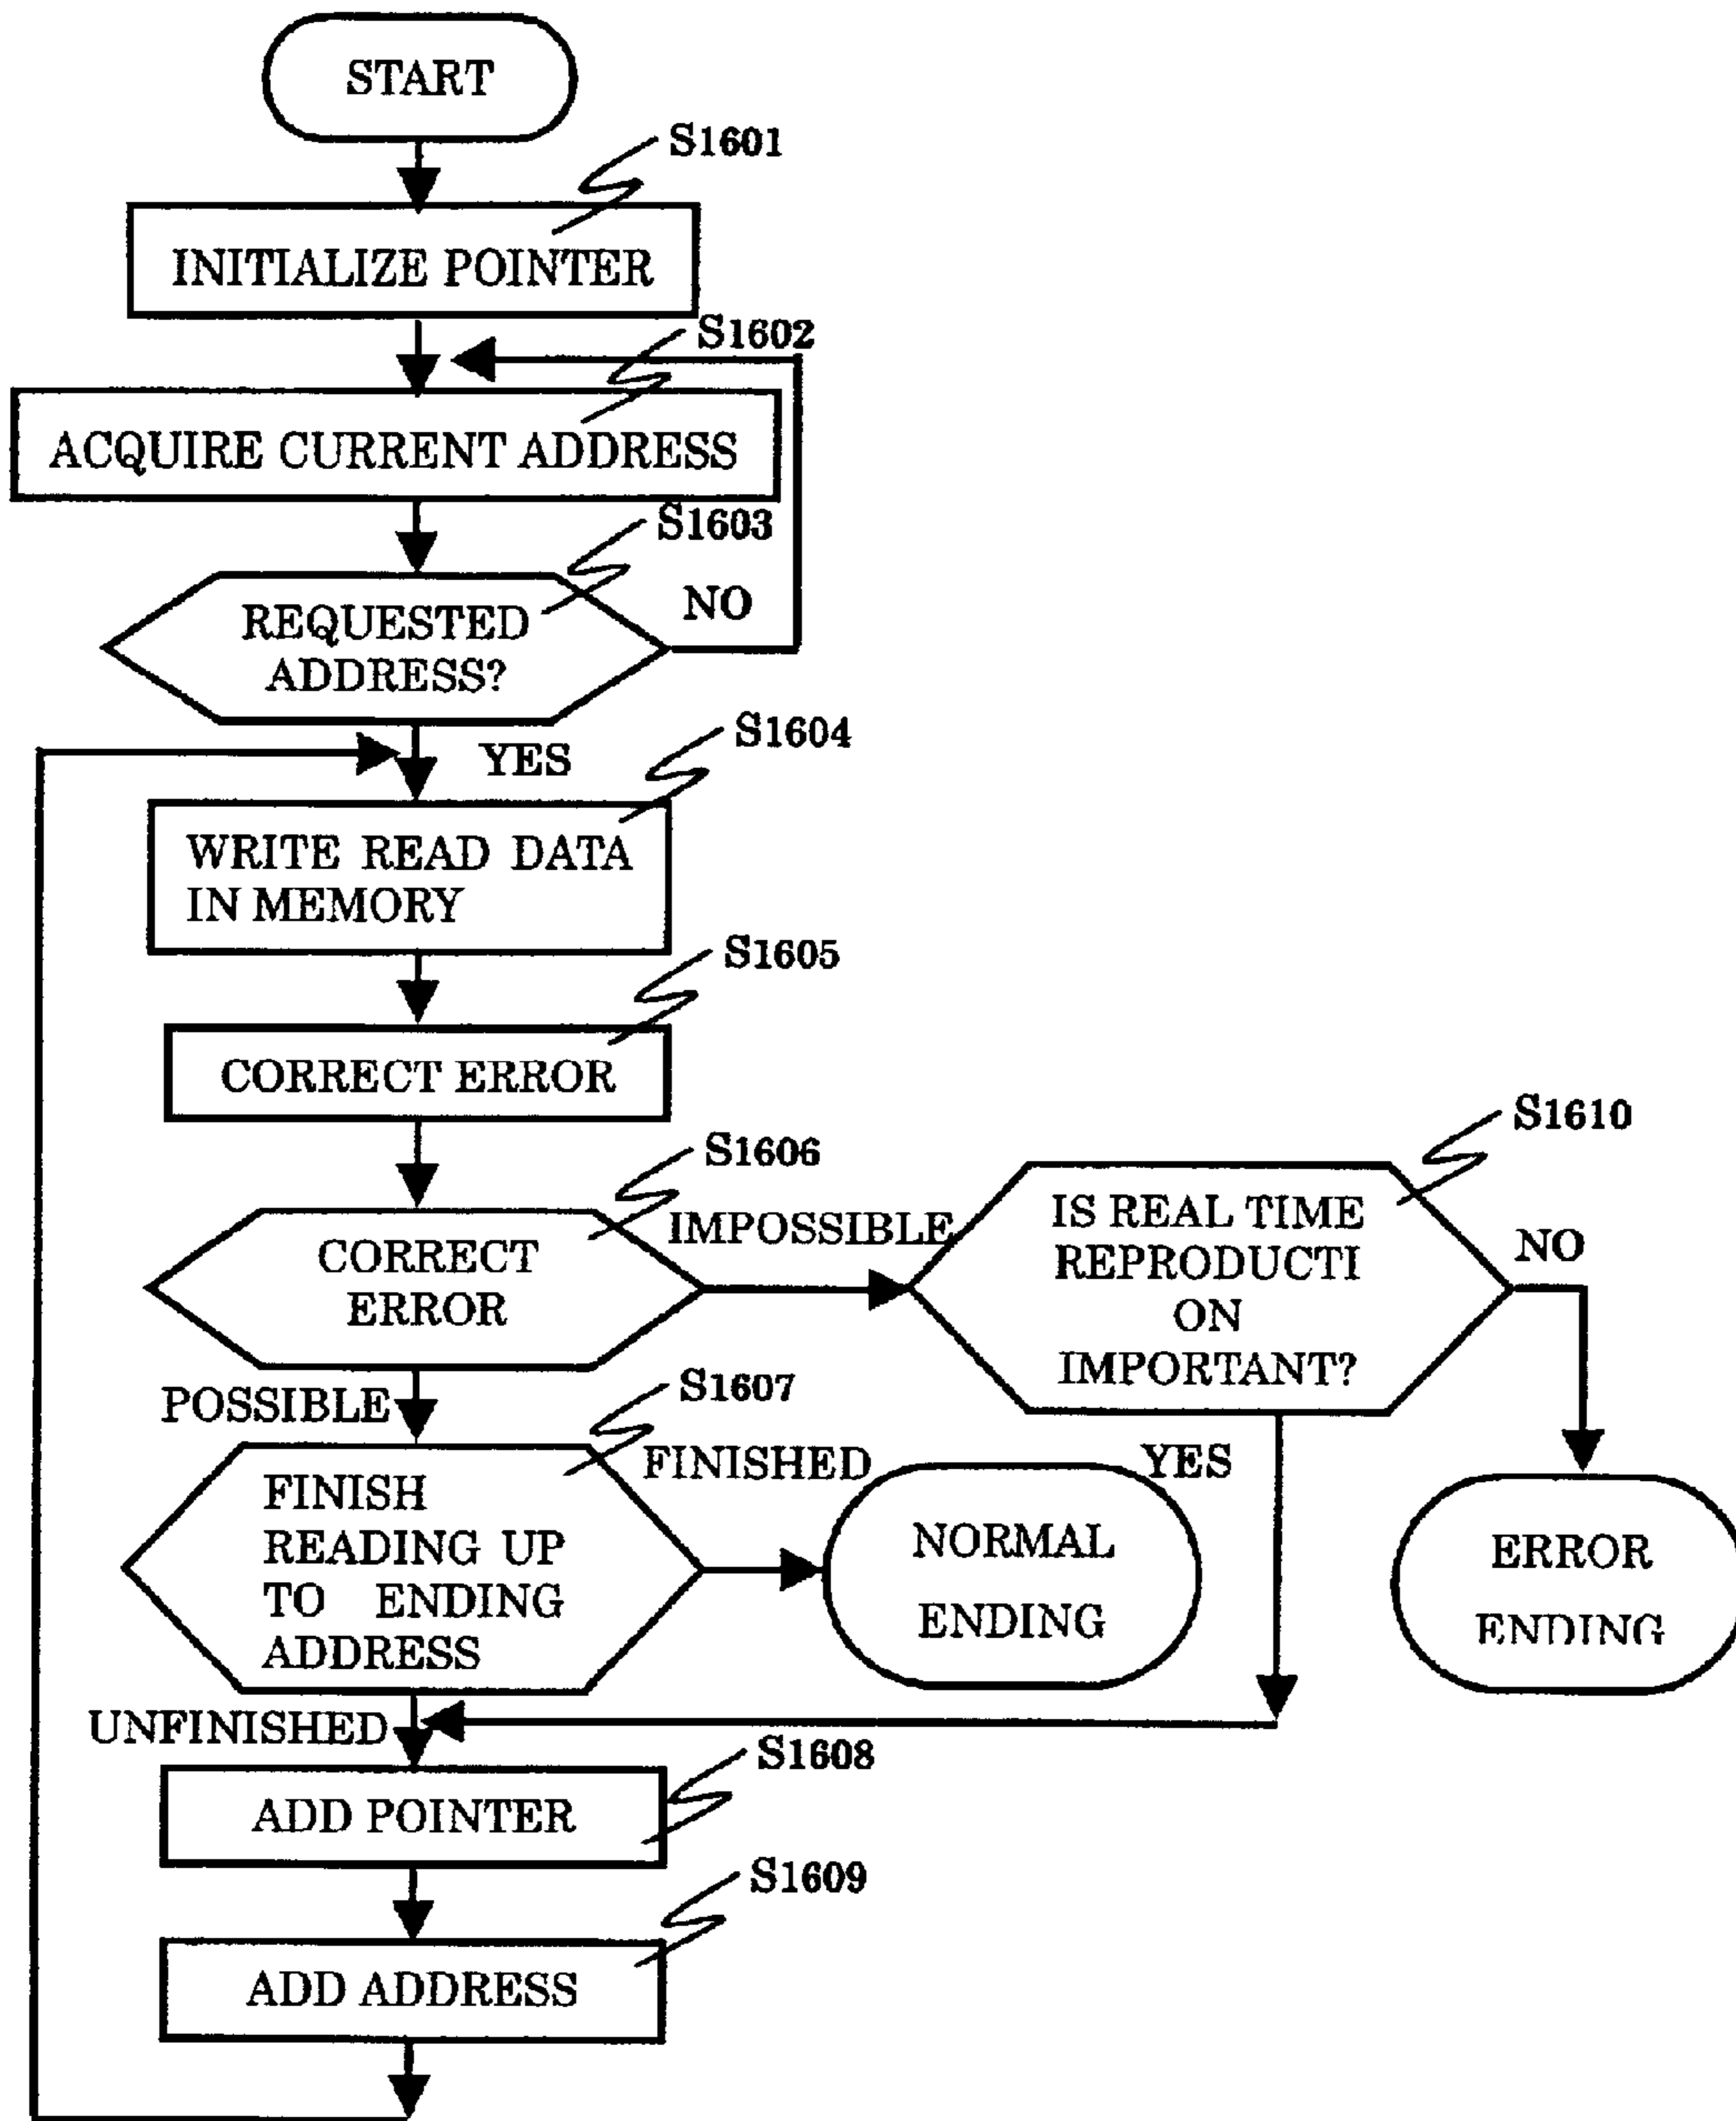 START
S1601
INITIALIZE POINTER
S1602
ACQUIRE CURRENT ADDRESS
S1603
REQUESTED
ADDRESS?
NO
YES
S1604
WRITE READ DATA
IN MEMORY
S1605
CORRECT ERROR
S1606
CORRECT
ERROR
IMPOSSIBLE
S1610
IS REAL TIME
REPRODUCTI
ON
IMPORTANT?
NO
POSSIBLE
S1607
FINISH
READING UP
TO ENDING
ADDRESS
FINISHED
NORMAL
ENDING
YES
ERROR
ENDING
UNFINISHED
S1608
ADD POINTER
S1609
ADD ADDRESS